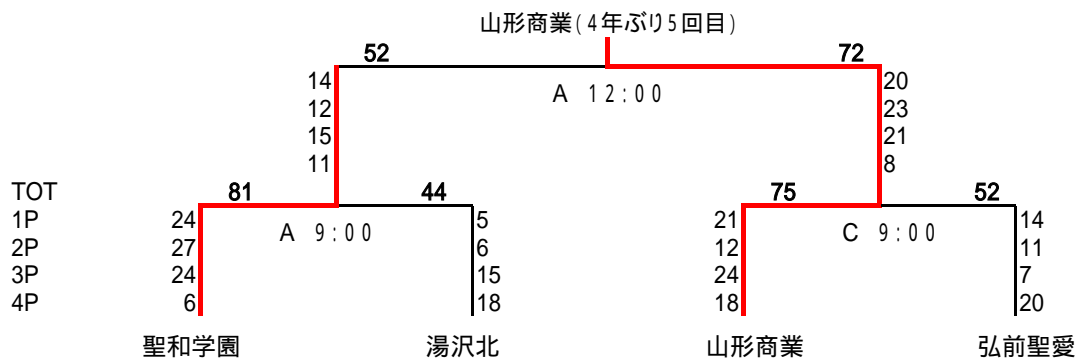 山形商業(4年ぶり5回目)
52 72
14 20
A 12:00
12 23
15 21
11 8
TOT 81 44 75 52
1P 24 5 21 14
A 9:00 C 9:00
2P 27 6 12 11
3P 24 15 24 7
4P 6 18 18 20
聖和学園 湯沢北 山形商業 弘前聖愛